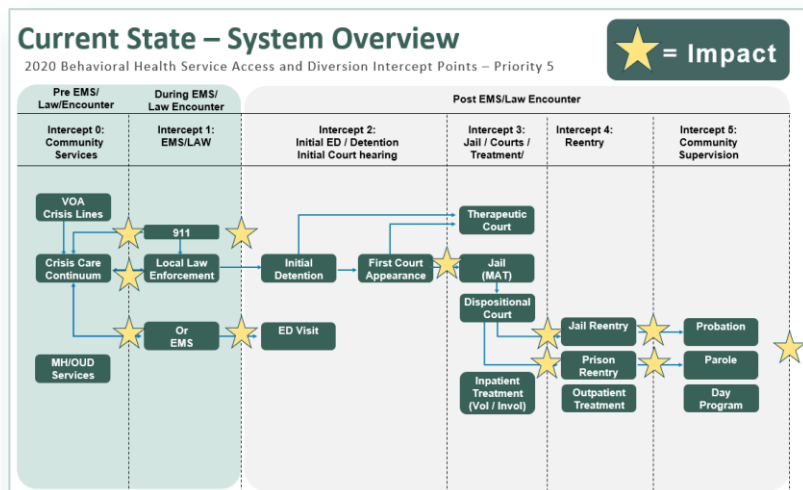 Current State – System Overview
2020 Behavioral Health Service Access and Diversion Intercept Points – Priority 5
= Impact
Pre EMS/
Law/Encounter
During EMS/
Law Encounter
Post EMS/Law Encounter
Intercept 0:
Community
Services
Intercept 1:
EMS/LAW
Intercept 2:
Initial ED / Detention
Initial Court hearing
Intercept 3:
Jail / Courts /
Treatment/
Intercept 4:
Reentry
Intercept 5:
Community
Supervision
VOA
Crisis Lines
911
Therapeutic
Court
Crisis Care
Continuum
Local Law
Enforcement
Initial
Detention
First Court
Appearance
Jail
(MAT)
Dispositional
Court
Or
EMS
ED Visit
Jail Reentry
Probation
MH/OUD
Services
Prison
Reentry
Parole
Inpatient
Treatment
(Vol / Invol)
Outpatient
Treatment
Day
Program